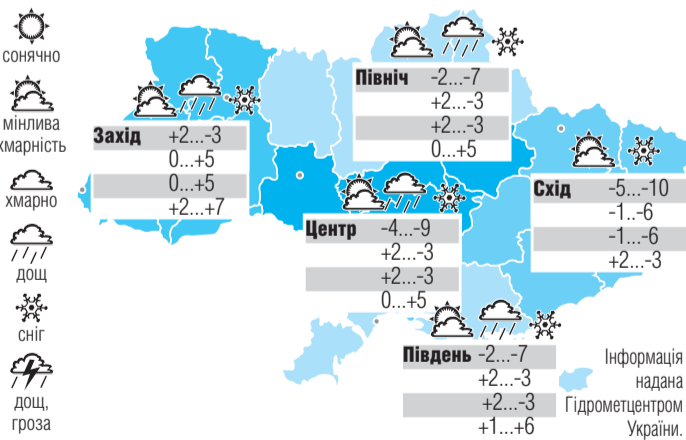 сонячно
мінлива
хмарність
хмарно
дощ
сніг
дощ,
гроза
Північ -2...-7
+2...-3
+2...-3
0...+5
Захід +2...-3
0...+5
0...+5
+2...+7
Схід -5...-10
-1..-6
-1...-6
+2...-3
Центр -4...-9
+2...-3
+2...-3
0...+5
Південь -2...-7
+2...-3
+2...-3
+1...+6
Інформація
надана
Гідрометцентром
України.